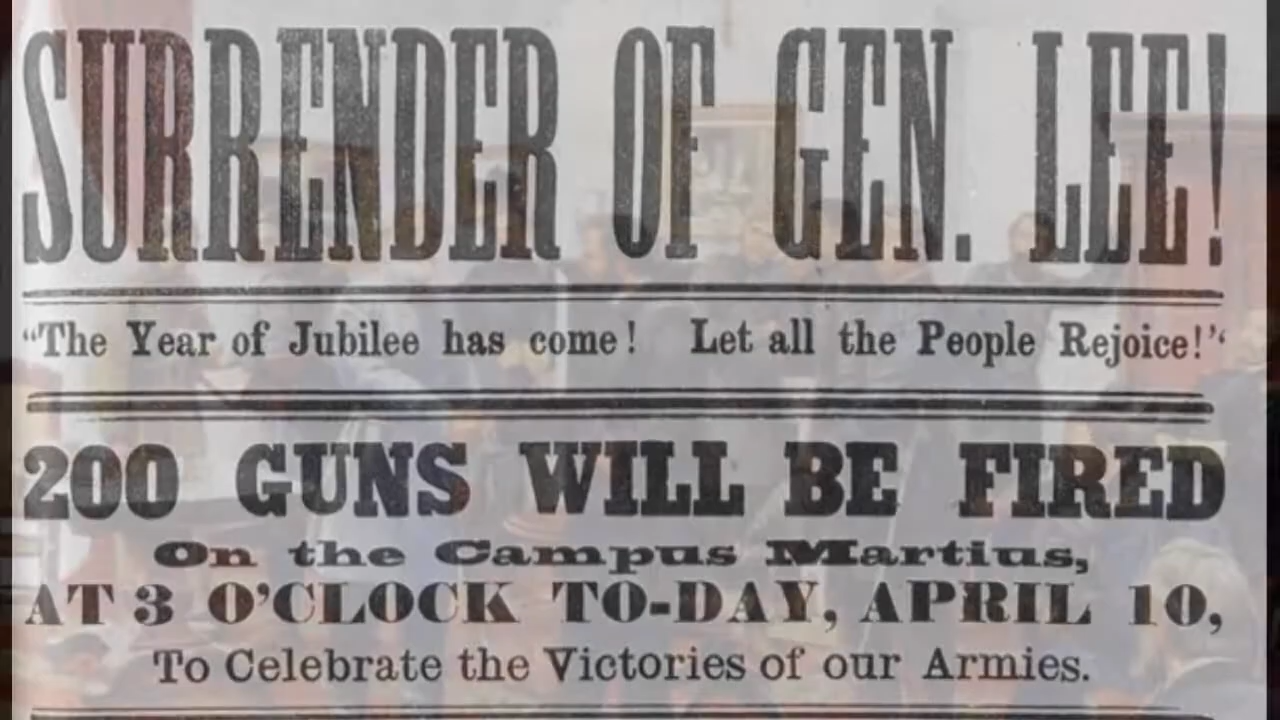 SURRENDER OF GEN. LEE!
“The Year of Jubilee has come! Let all the People Rejoice!”
200 GUNS WILL BE FIRED
On the Campus Martius,
AT 3 O’CLOCK TO-DAY, APRIL 10,
To Celebrate the Victories of our Armies.